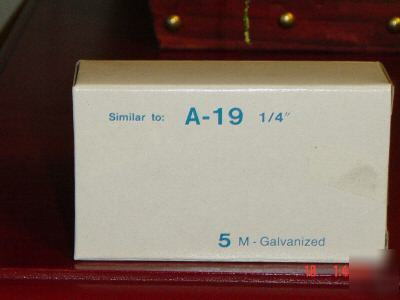 Similar to: A-19 1/4"
5 M - Galvanized